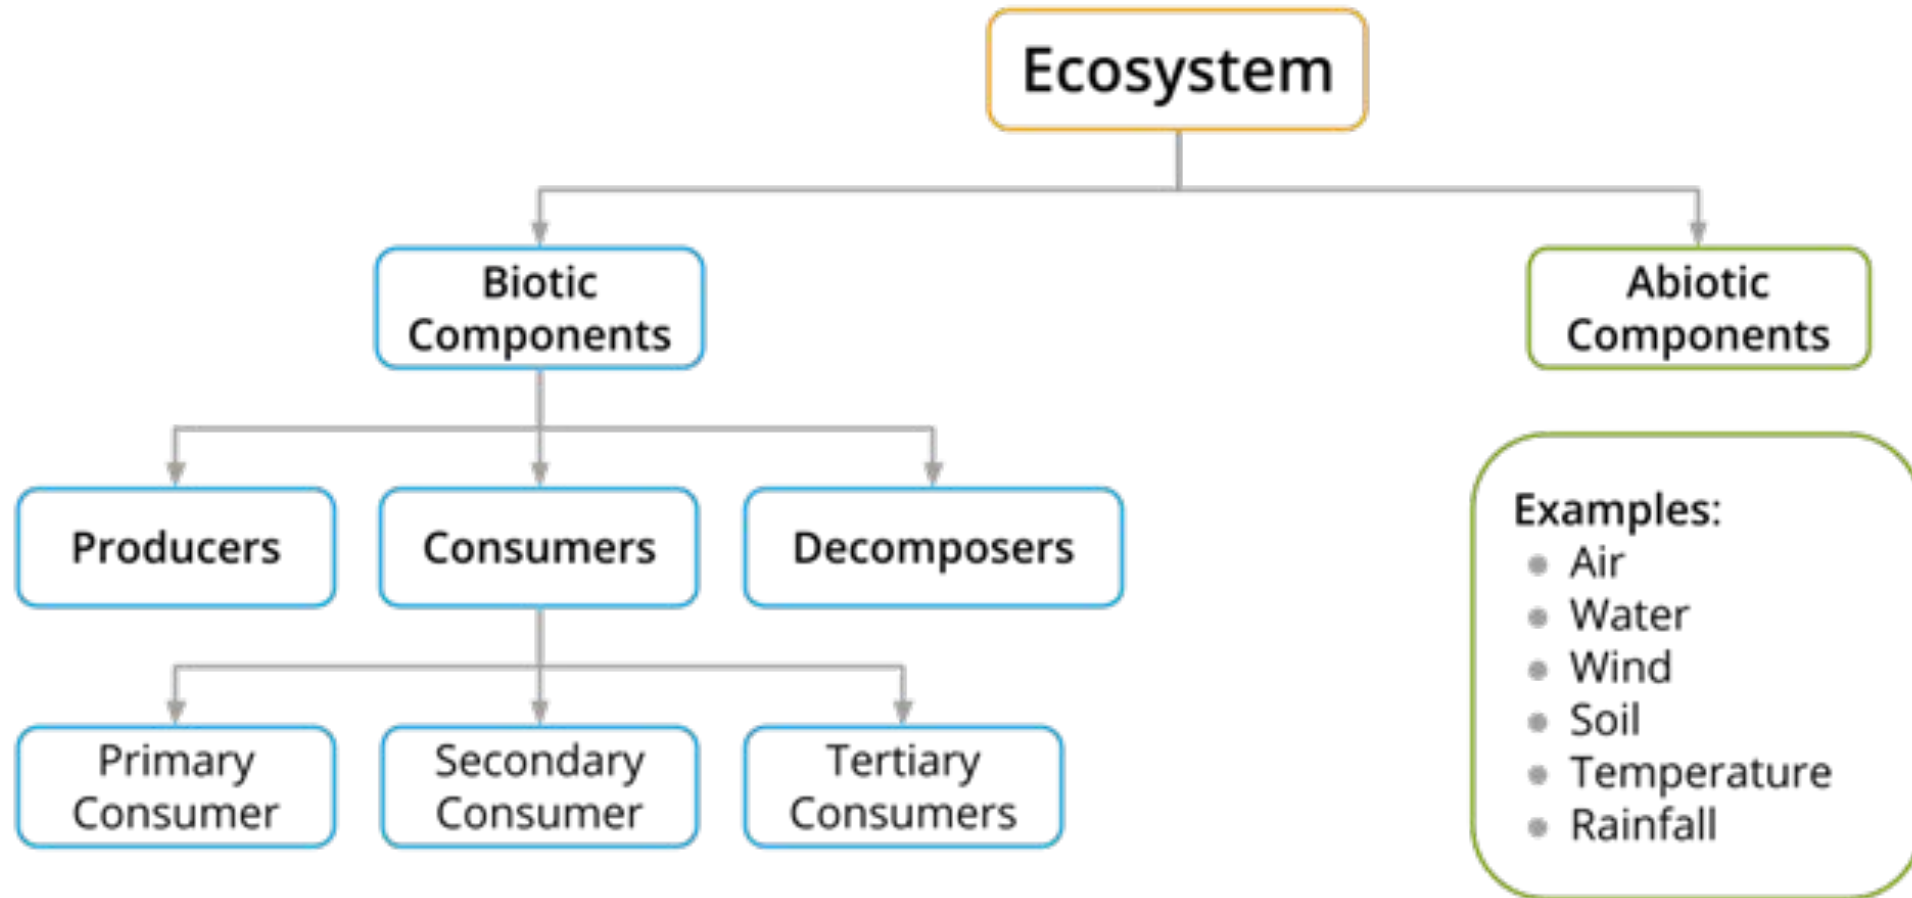 Ecosystem
Biotic
Components
Abiotic
Components
Producers
Consumers
Decomposers
Primary
Consumer
Secondary
Consumer
Tertiary
Consumers
Examples:
Air
Water
Wind
Soil
Temperature
Rainfall